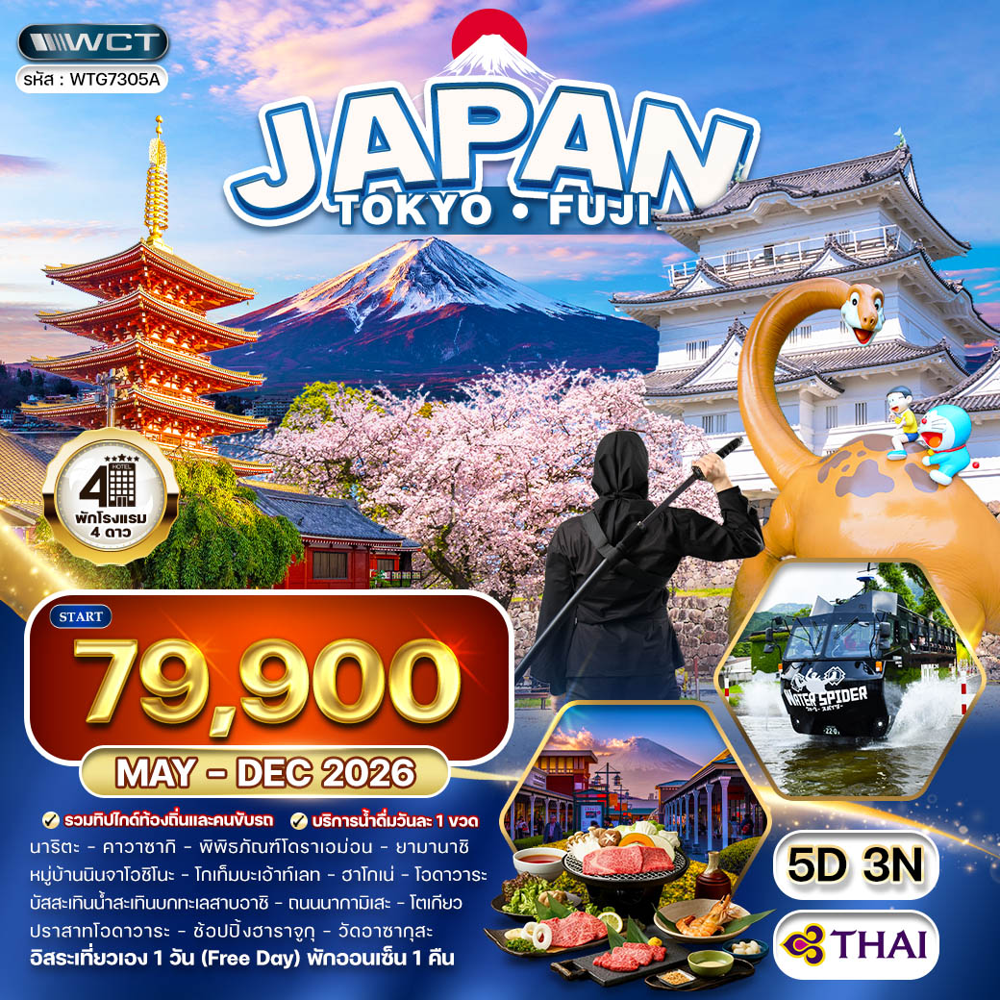 WCT
รหัส : WTG7305A
JAPAN
TOKYO • FUJI
4
HOTEL
พักโรงแรม
4 ดาว
START
79,900
MAY - DEC 2026
รวมทิปไกด์ท้องถิ่นและคนขับรถ
บริการน้ำดื่มวันละ 1 ขวด
นาริตะ - คาวาซากิ - พิพิธภัณฑ์โดราเอม่อน - ยามานาชิ
หมู่บ้านนินจาโอชิโนะ - โกเท็มบะเอ้าท์เลท - ฮาโกเน่ - โอดาวาระ
บัสสะเทินน้ำสะเทินบกทะเลสาบอาชิ - ถนนนากามิเสะ - โตเกียว
ปราสาทโอดาวาระ - ช้อปปิ้งฮาราจูกุ - วัดอาซากุสะ
อิสระเที่ยวเอง 1 วัน (Free Day) พักออนเซ็น 1 คืน
WATER SPIDER
5D 3N
THAI